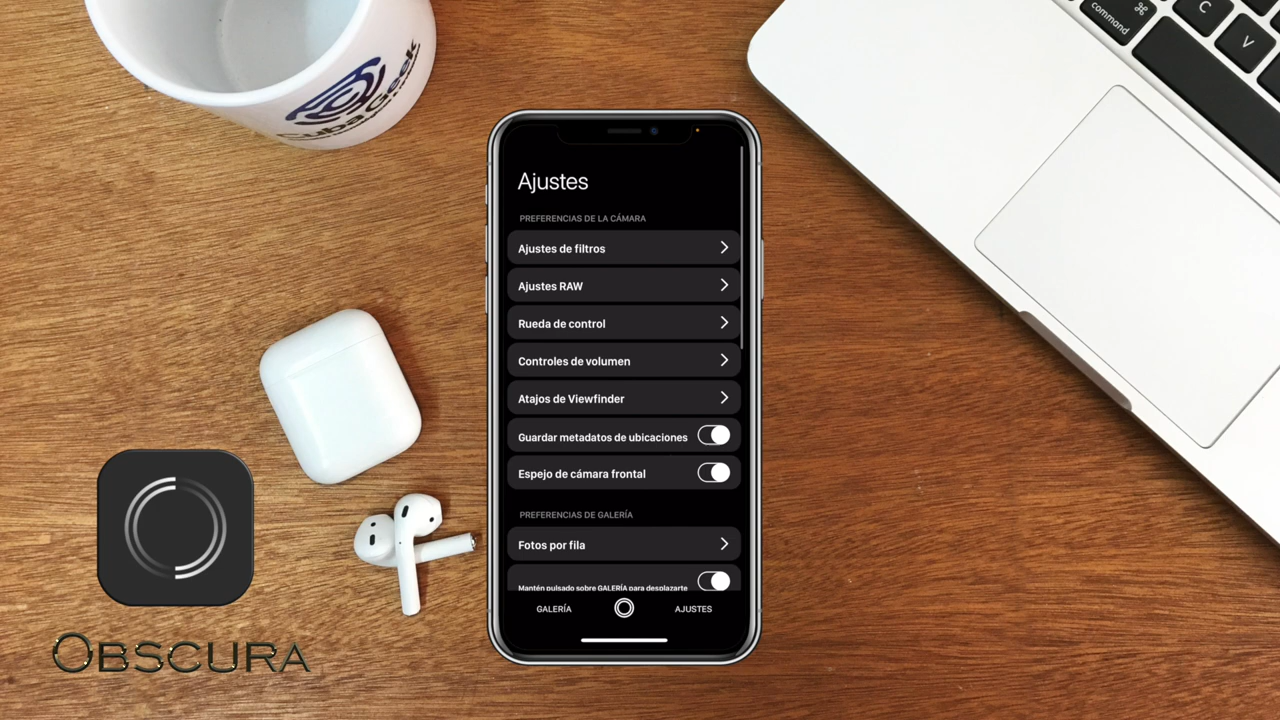 CubaGeek
command
⌘
C
V
Ajustes
PREFERENCIAS DE LA CÁMARA
Ajustes de filtros
Ajustes RAW
Rueda de control
Controles de volumen
Atajos de Viewfinder
Guardar metadatos de ubicaciones
Espejo de cámara frontal
PREFERENCIAS DE GALERÍA
Fotos por fila
Mantén pulsado sobre GALERÍA para desplazarte
GALERÍA
AJUSTES
OBSCURA